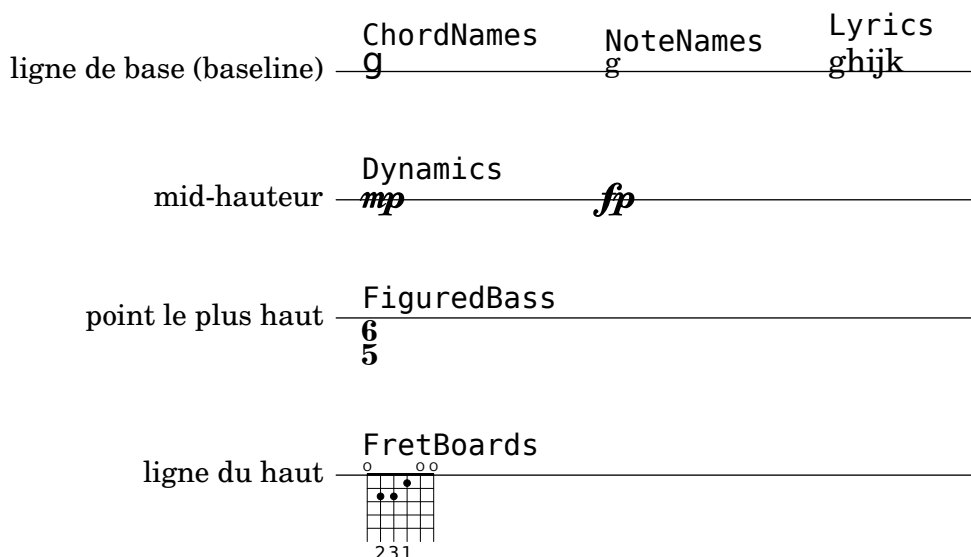 ChordNames NoteNames Lyrics
ligne de base (baseline) g g ghijk
Dynamics
mid-hauteur mp fp
FiguredBass
point le plus haut
6
5
FretBoards
o o o
ligne du haut
231